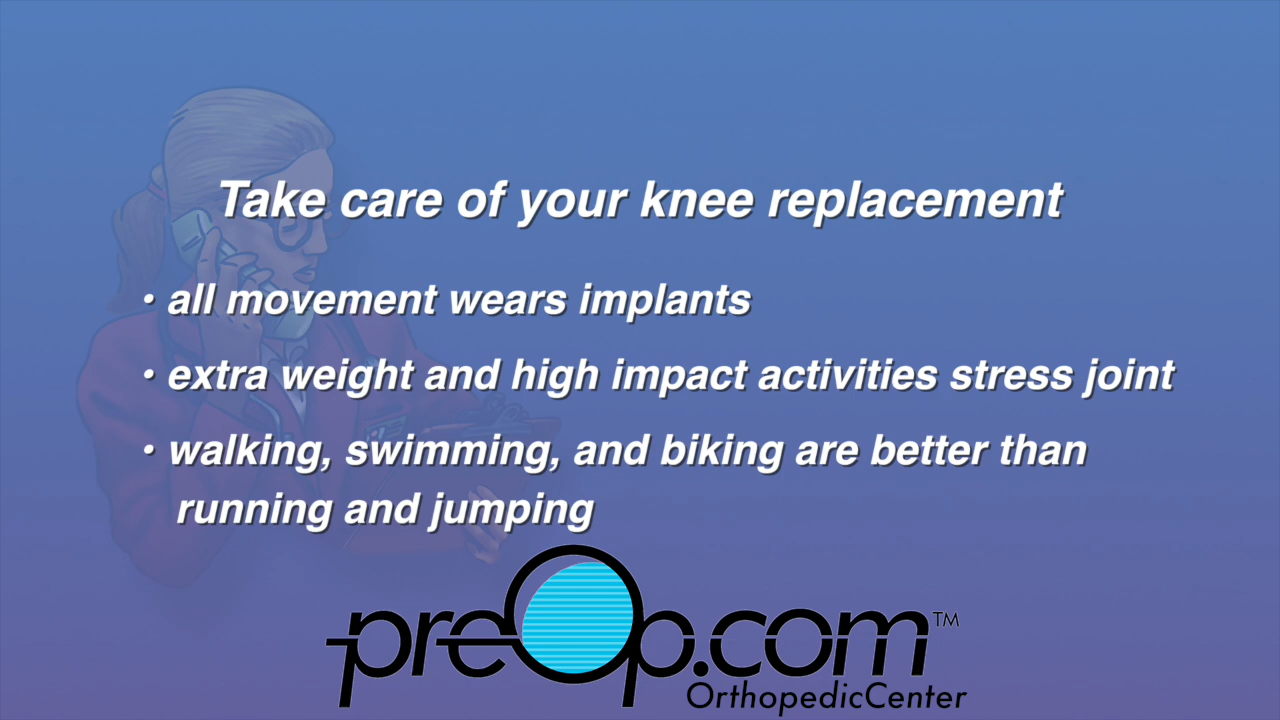 Take care of your knee replacement
• all movement wears implants
• extra weight and high impact activities stress joint
• walking, swimming, and biking are better than
running and jumping
preOp.com™
OrthopedicCenter